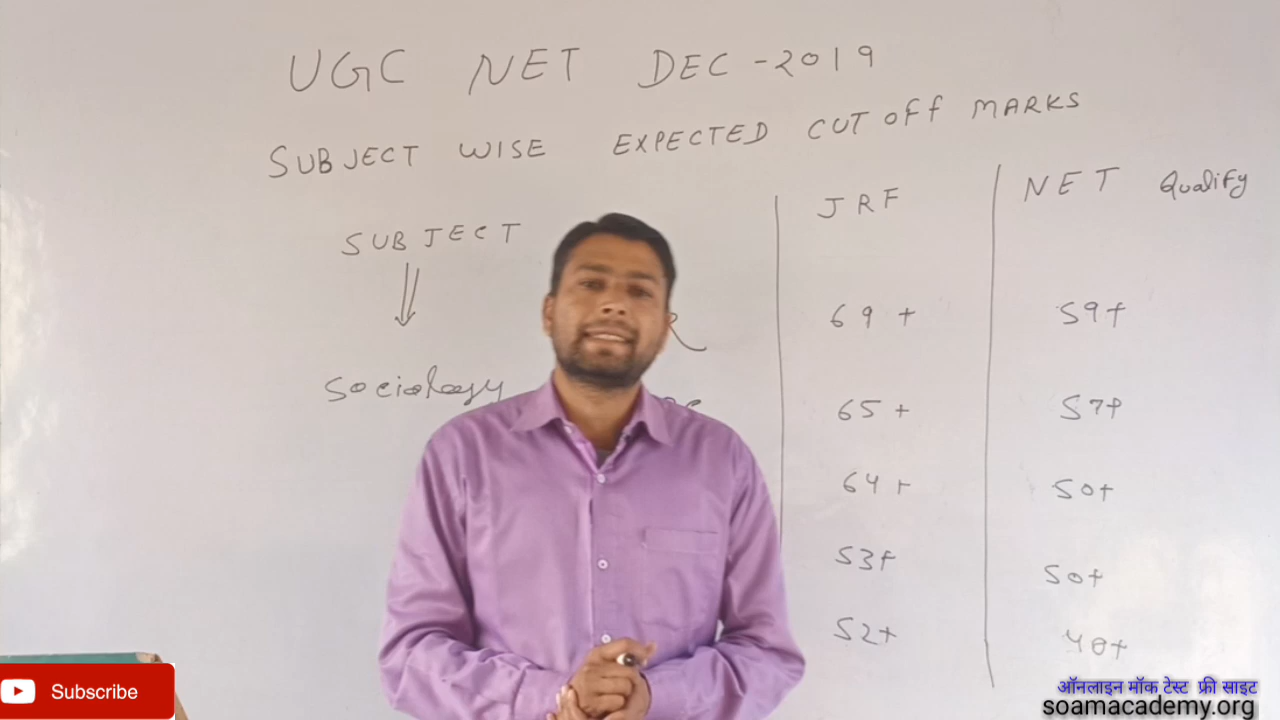 UGC NET DEC -2019
SUBJECT WISE EXPECTED CUT OFF MARKS
SUBJECT JRF NET Qualify
69+ 59+
Sociology
65+ 57+
64+ 50+
53+ 50+
52+ 40+
Subscribe
ऑनलाइन मॉक टेस्ट फ्री साइट
soamacademy.org